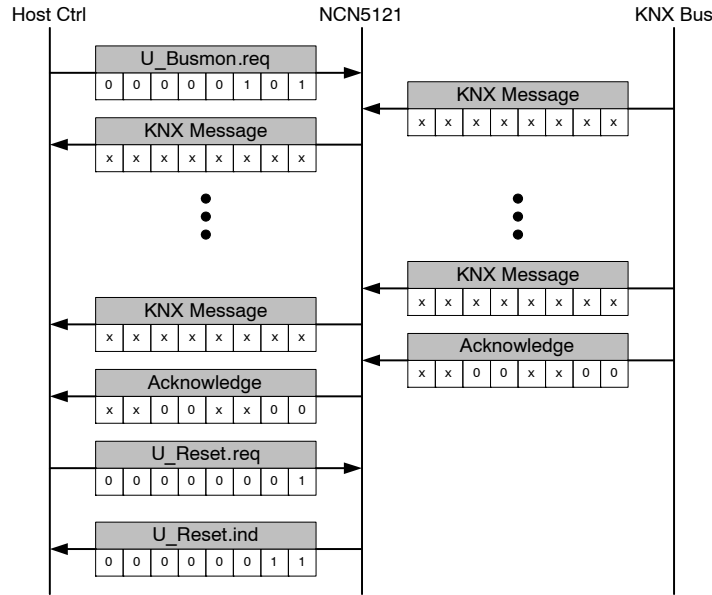 Host Ctrl NCN5121 KNX Bus
U_Busmon.req
0 0 0 0 0 1 0 1
KNX Message
x x x x x x x x
KNX Message
x x x x x x x x
KNX Message
x x x x x x x x
KNX Message
x x x x x x x x
Acknowledge
x x 0 0 x x 0 0
Acknowledge
x x 0 0 x x 0 0
U_Reset.req
0 0 0 0 0 0 0 1
U_Reset.ind
0 0 0 0 0 0 1 1